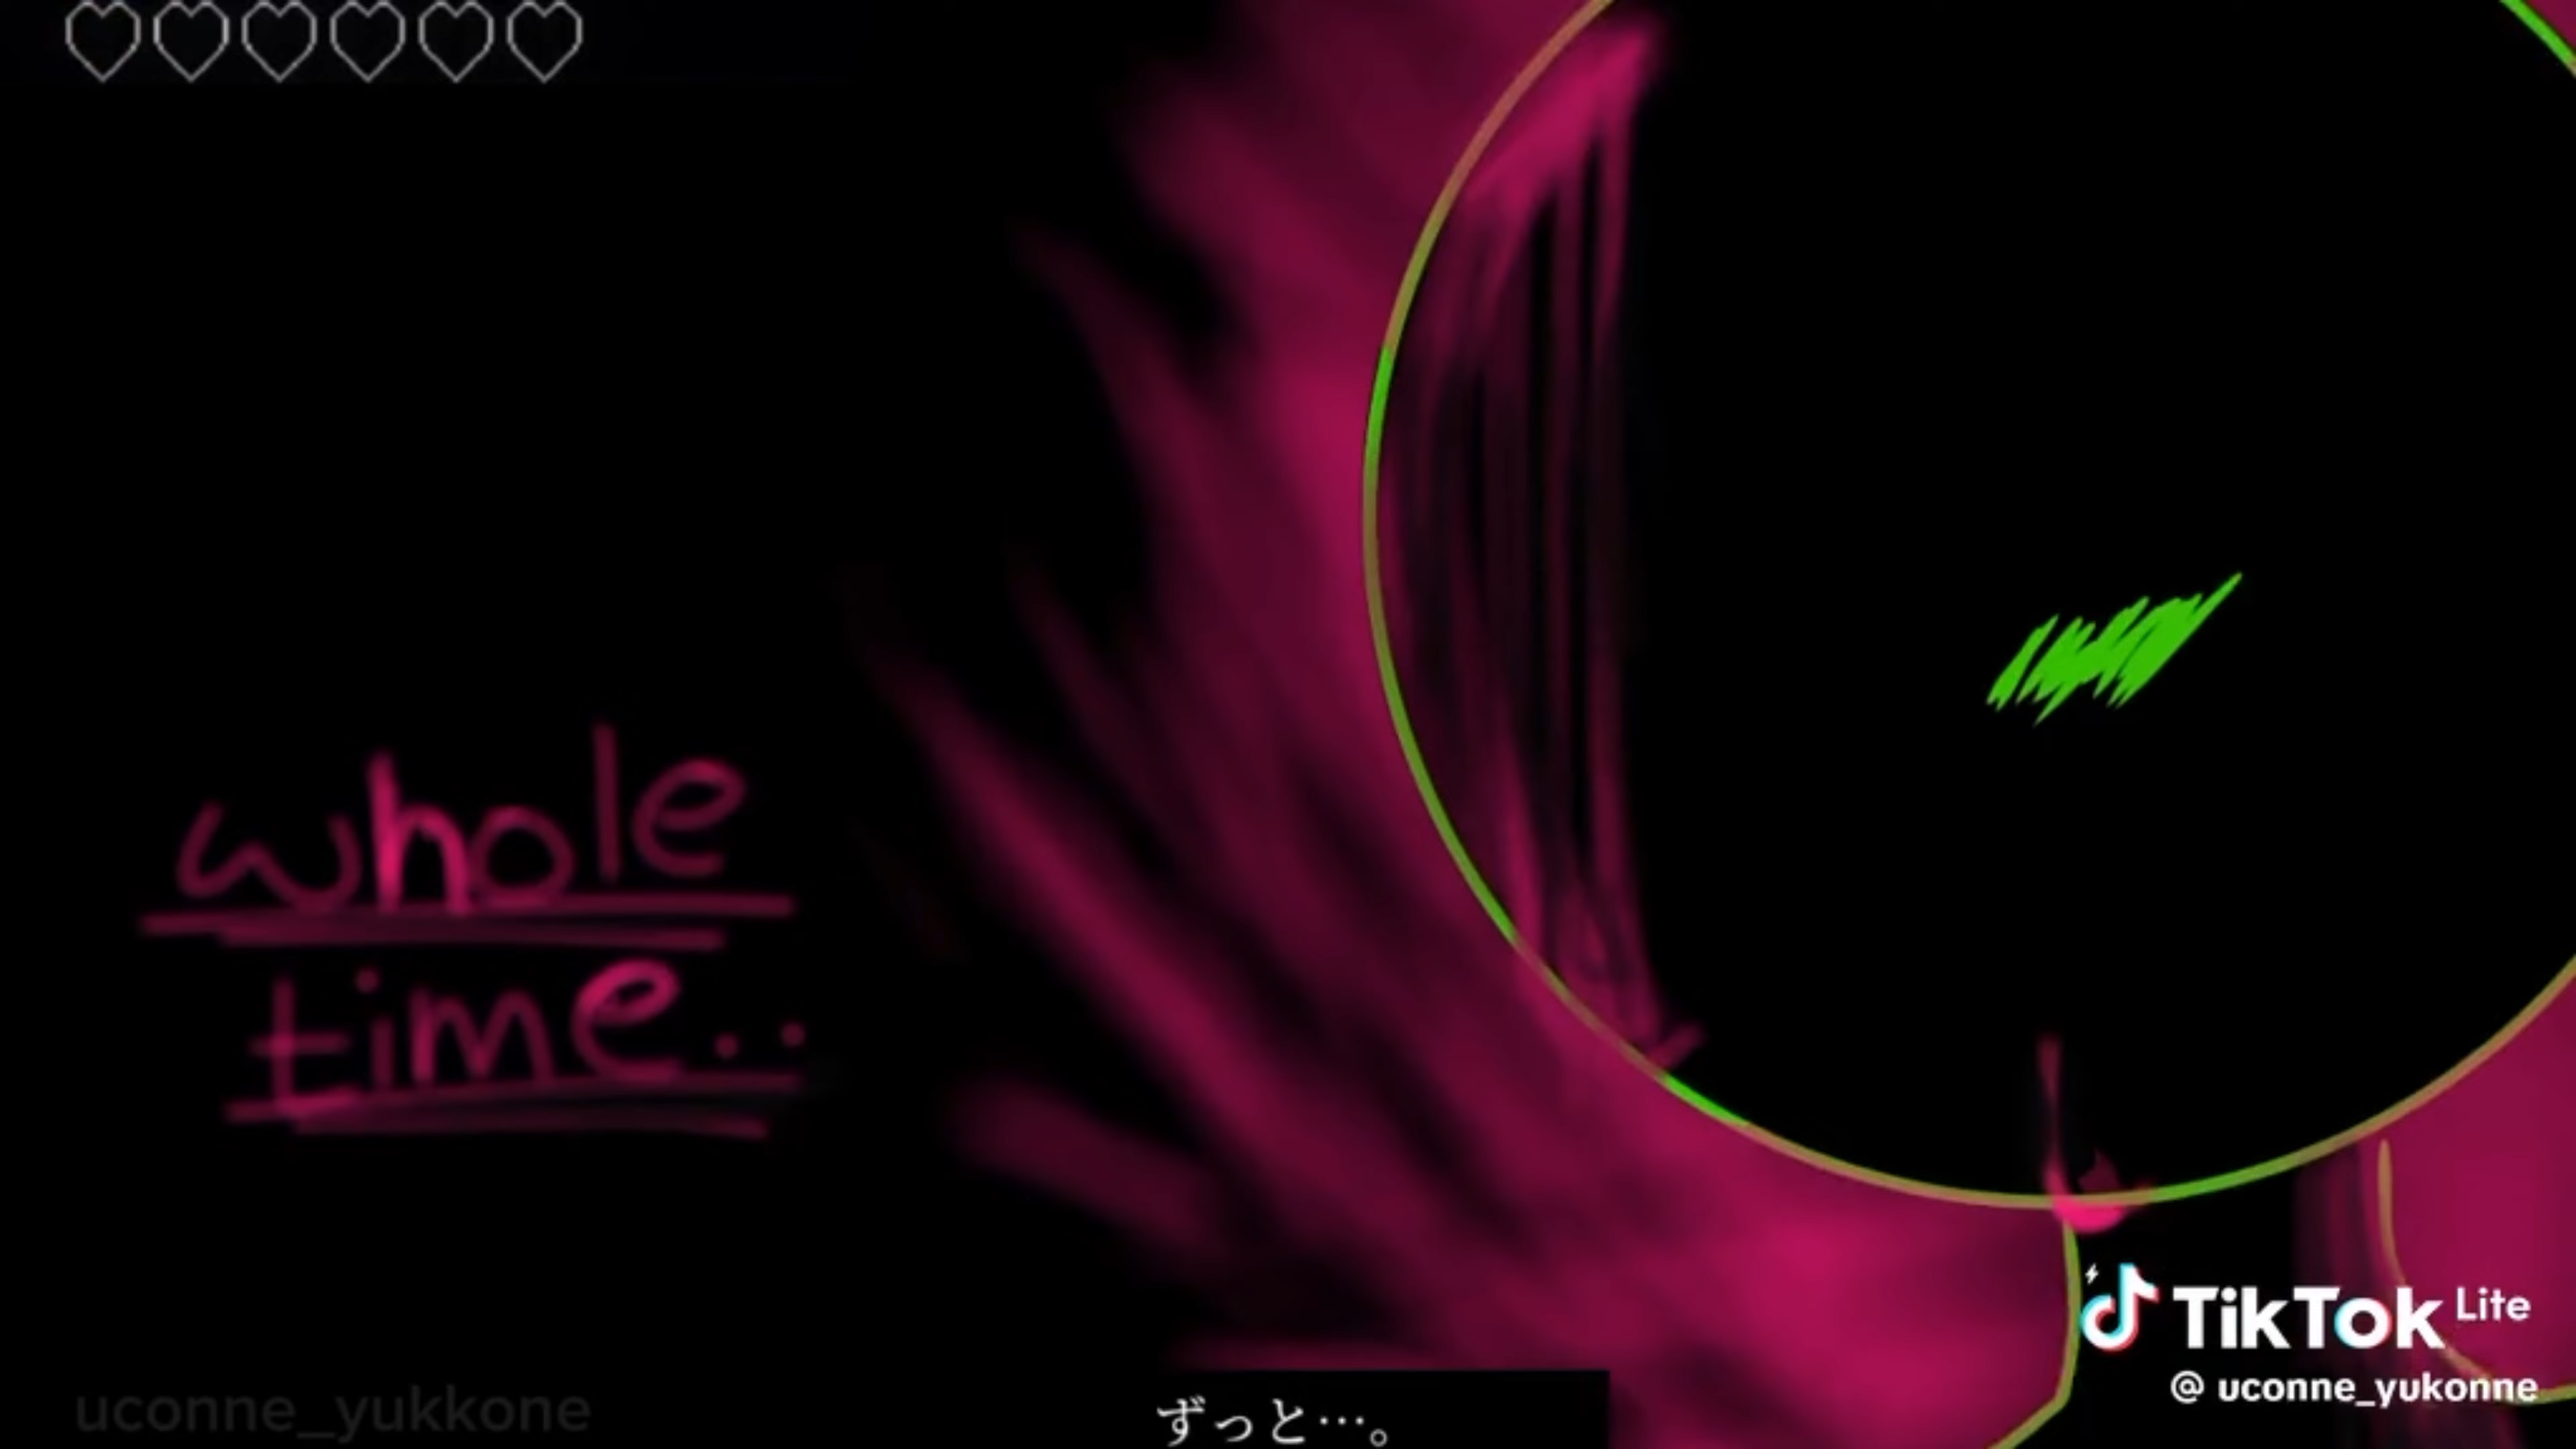 whole
time..
TikTok Lite
@ uconne_yukonne
uconne_yukkone
ずっと…。